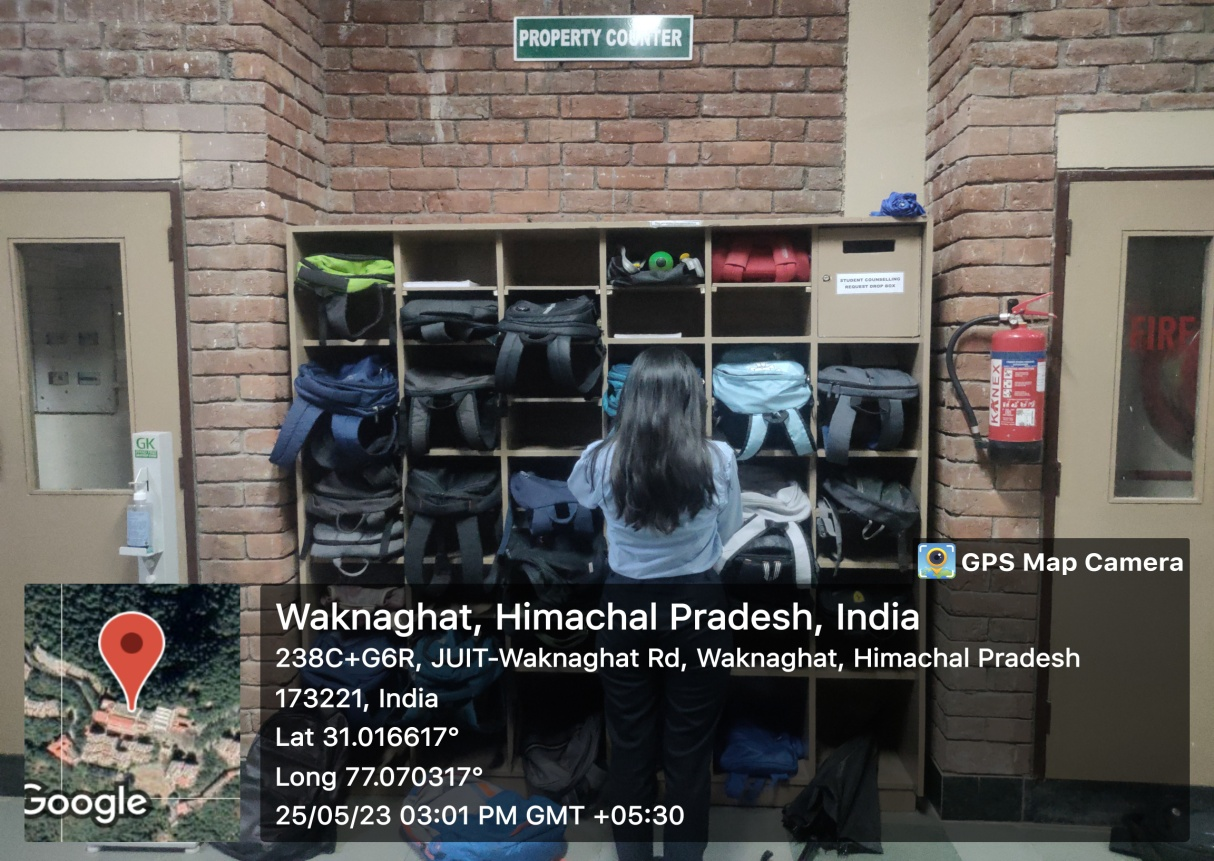 PROPERTY COUNTER
STUDENT COUNSELLING
REQUEST DROP BOX
FIRE
KANEX
GK
GPS Map Camera
Waknaghat, Himachal Pradesh, India
238C+G6R, JUIT-Waknaghat Rd, Waknaghat, Himachal Pradesh
173221, India
Lat 31.016617°
Long 77.070317°
25/05/23 03:01 PM GMT +05:30
Google